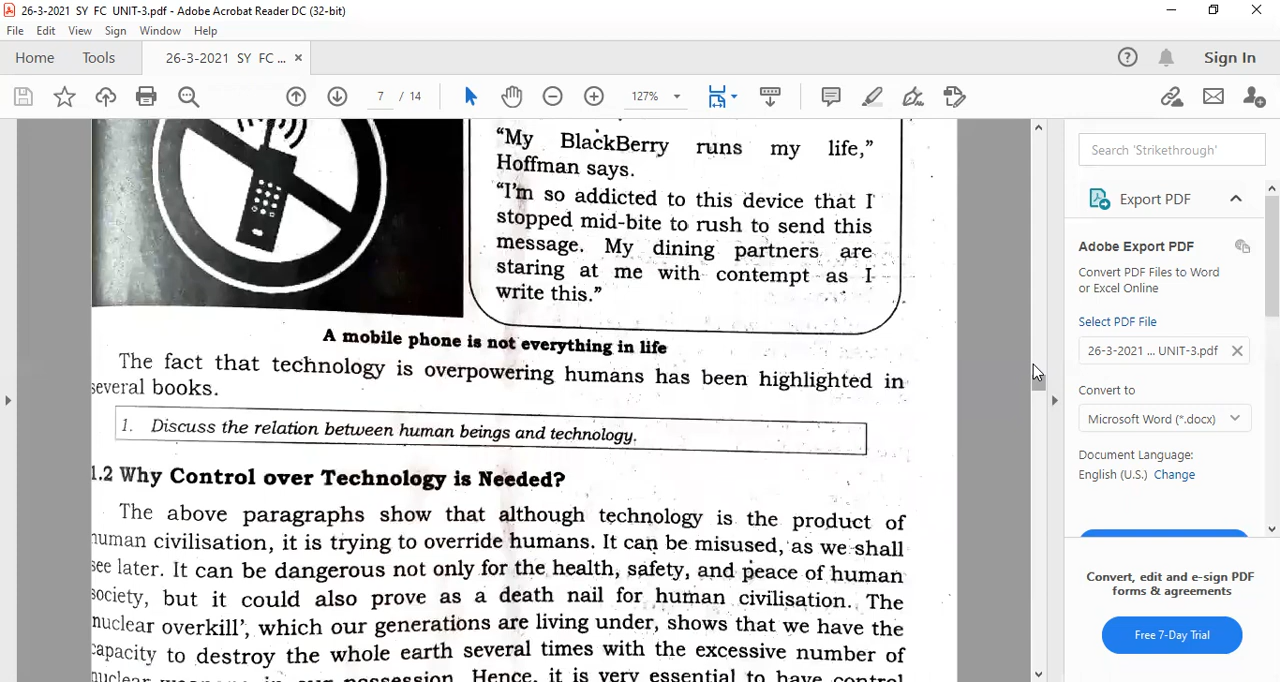 26-3-2021 SY FC UNIT-3.pdf - Adobe Acrobat Reader DC (32-bit)
File Edit View Sign Window Help
Home Tools 26-3-2021 SY FC ... × Sign In
7 / 14 127%
"My BlackBerry runs my life,"
Hoffman says.
"I'm so addicted to this device that I
stopped mid-bite to rush to send this
message. My dining partners are
staring at me with contempt as I
write this."
A mobile phone is not everything in life
The fact that technology is overpowering humans has been highlighted in
several books.
1. Discuss the relation between human beings and technology.
1.2 Why Control over Technology is Needed?
The above paragraphs show that although technology is the product of
human civilisation, it is trying to override humans. It can be misused, as we shall
see later. It can be dangerous not only for the health, safety, and peace of human
society, but it could also prove as a death nail for human civilisation. The
'nuclear overkill', which our generations are living under, shows that we have the
capacity to destroy the whole earth several times with the excessive number of
nuclear weapons in our possession. Hence, it is very essential to have control
Search 'Strikethrough'
Export PDF
Adobe Export PDF
Convert PDF Files to Word
or Excel Online
Select PDF File
26-3-2021 ... UNIT-3.pdf
Convert to
Microsoft Word (*.docx)
Document Language:
English (U.S.) Change
Convert, edit and e-sign PDF
forms & agreements
Free 7-Day Trial